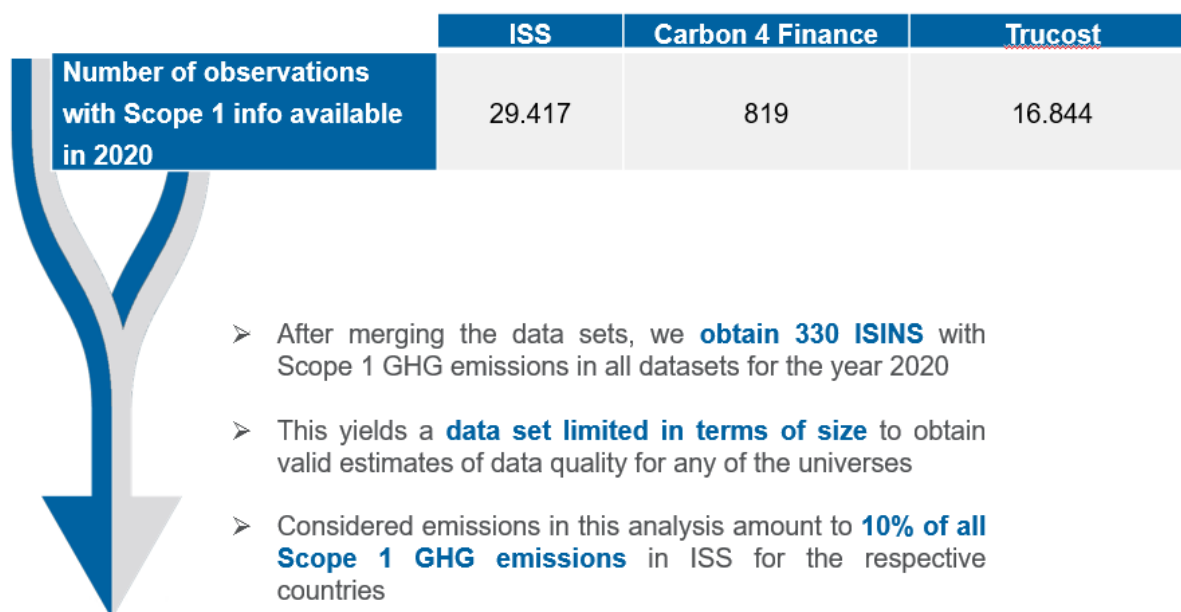 ISS Carbon 4 Finance Trucost
Number of observations
with Scope 1 info available
in 2020
29.417 819 16.844
➢ After merging the data sets, we obtain 330 ISINS with
Scope 1 GHG emissions in all datasets for the year 2020
➢ This yields a data set limited in terms of size to obtain
valid estimates of data quality for any of the universes
➢ Considered emissions in this analysis amount to 10% of all
Scope 1 GHG emissions in ISS for the respective
countries